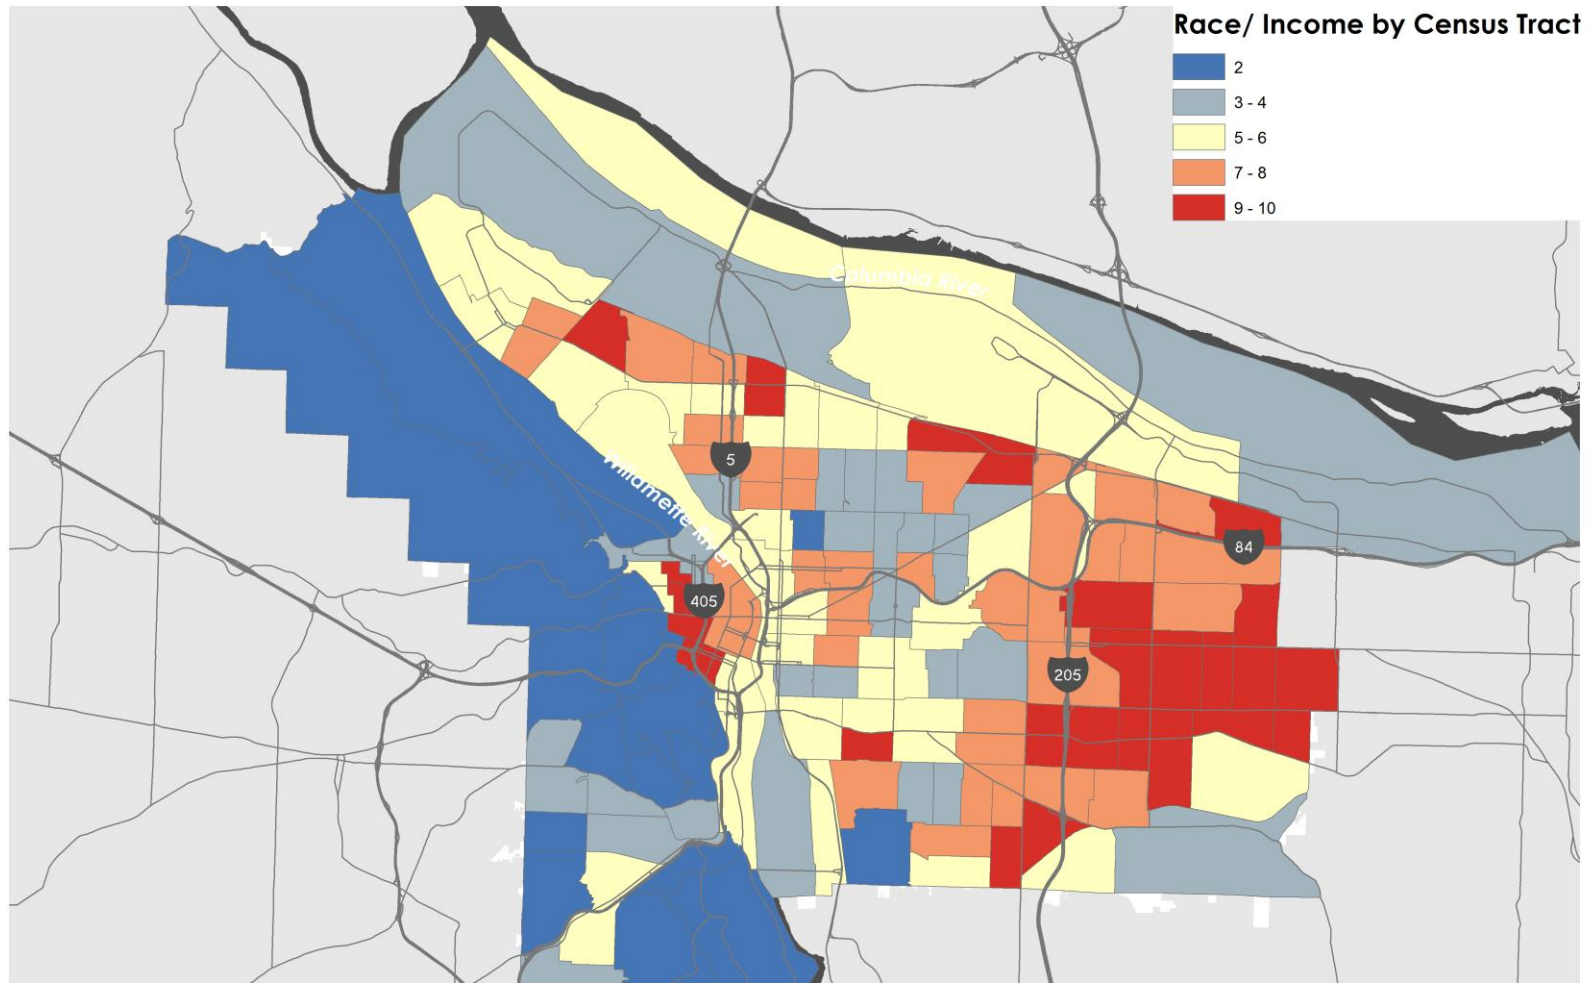 Race/ Income by Census Tract
2
3 - 4
5 - 6
7 - 8
9 - 10
Columbia River
Willamette River
5
84
405
205